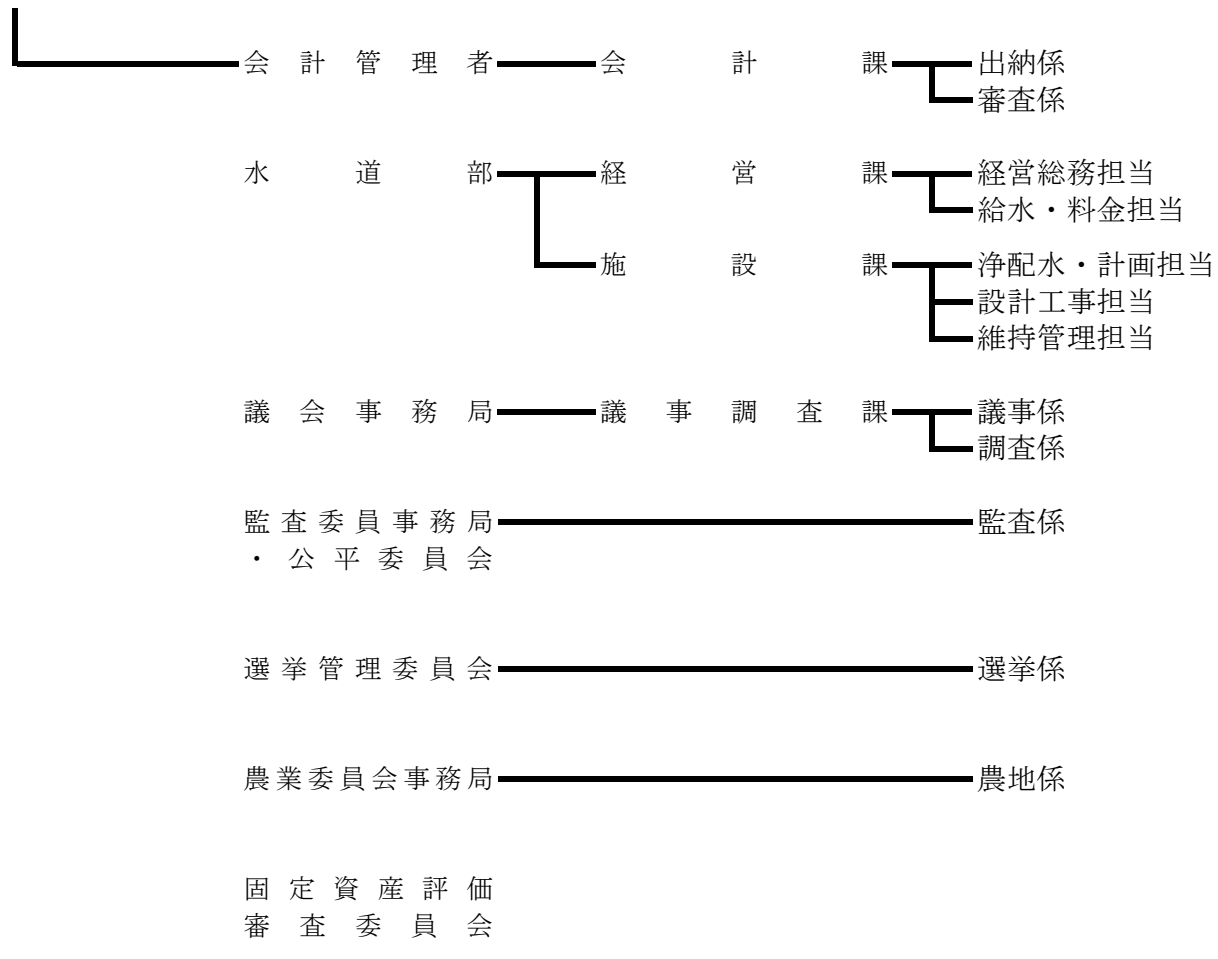 会計管理者 会計課 出納係
審査係
水道部 経営課 経営総務担当
給水・料金担当
施設課 浄配水・計画担当
設計工事担当
維持管理担当
議会事務局 議事調査課 議事係
調査係
監査委員事務局 監査係
・公平委員会
選挙管理委員会 選挙係
農業委員会事務局 農地係
固定資産評価
審査委員会